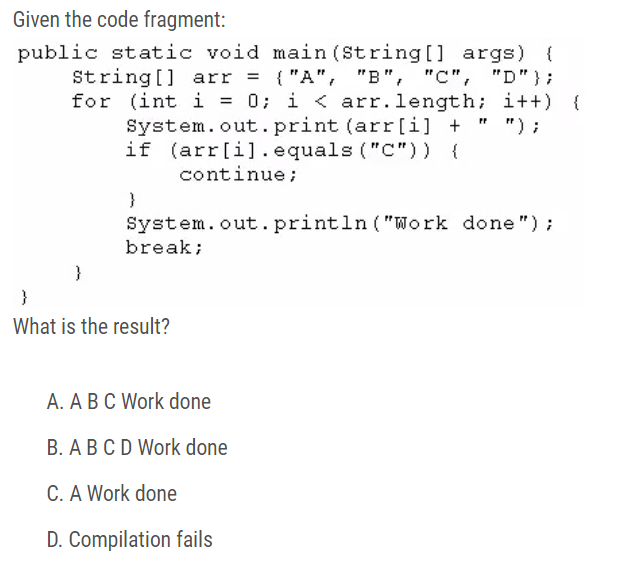 Given the code fragment:
public static void main(String[] args) {
String[] arr = {"A", "B", "C", "D"};
for (int i = 0; i < arr.length; i++) {
System.out.print(arr[i] + " ");
if (arr[i].equals("C")) {
continue;
}
System.out.println("Work done");
break;
}
}
What is the result?
A. A B C Work done
B. A B C D Work done
C. A Work done
D. Compilation fails